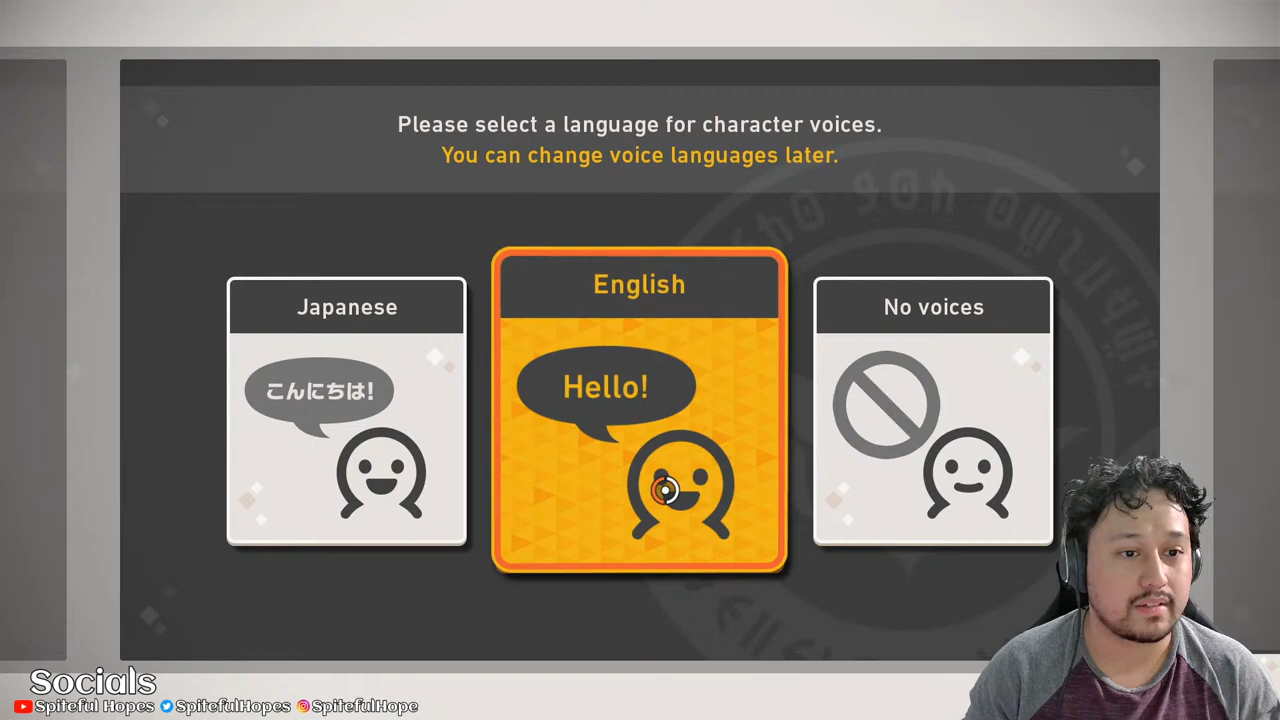 Please select a language for character voices.
You can change voice languages later.
Japanese
English
No voices
こんにちは!
Hello!
Socials
Spiteful Hopes SpitefulHopes SpitefulHope